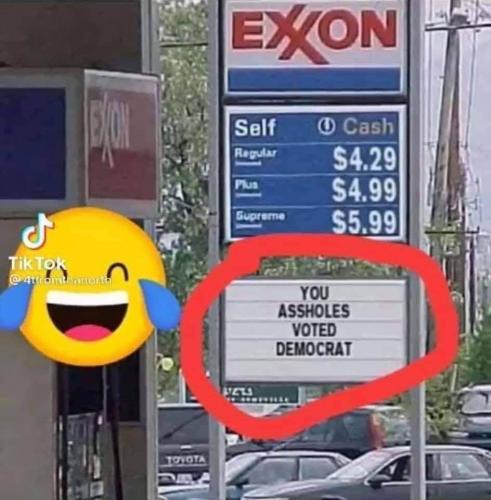 EXXON
EXXON
Self Cash
Regular $4.29
Plus $4.99
Supreme $5.99
TikTok
YOU
ASSHOLES
VOTED
DEMOCRAT
TOYOTA